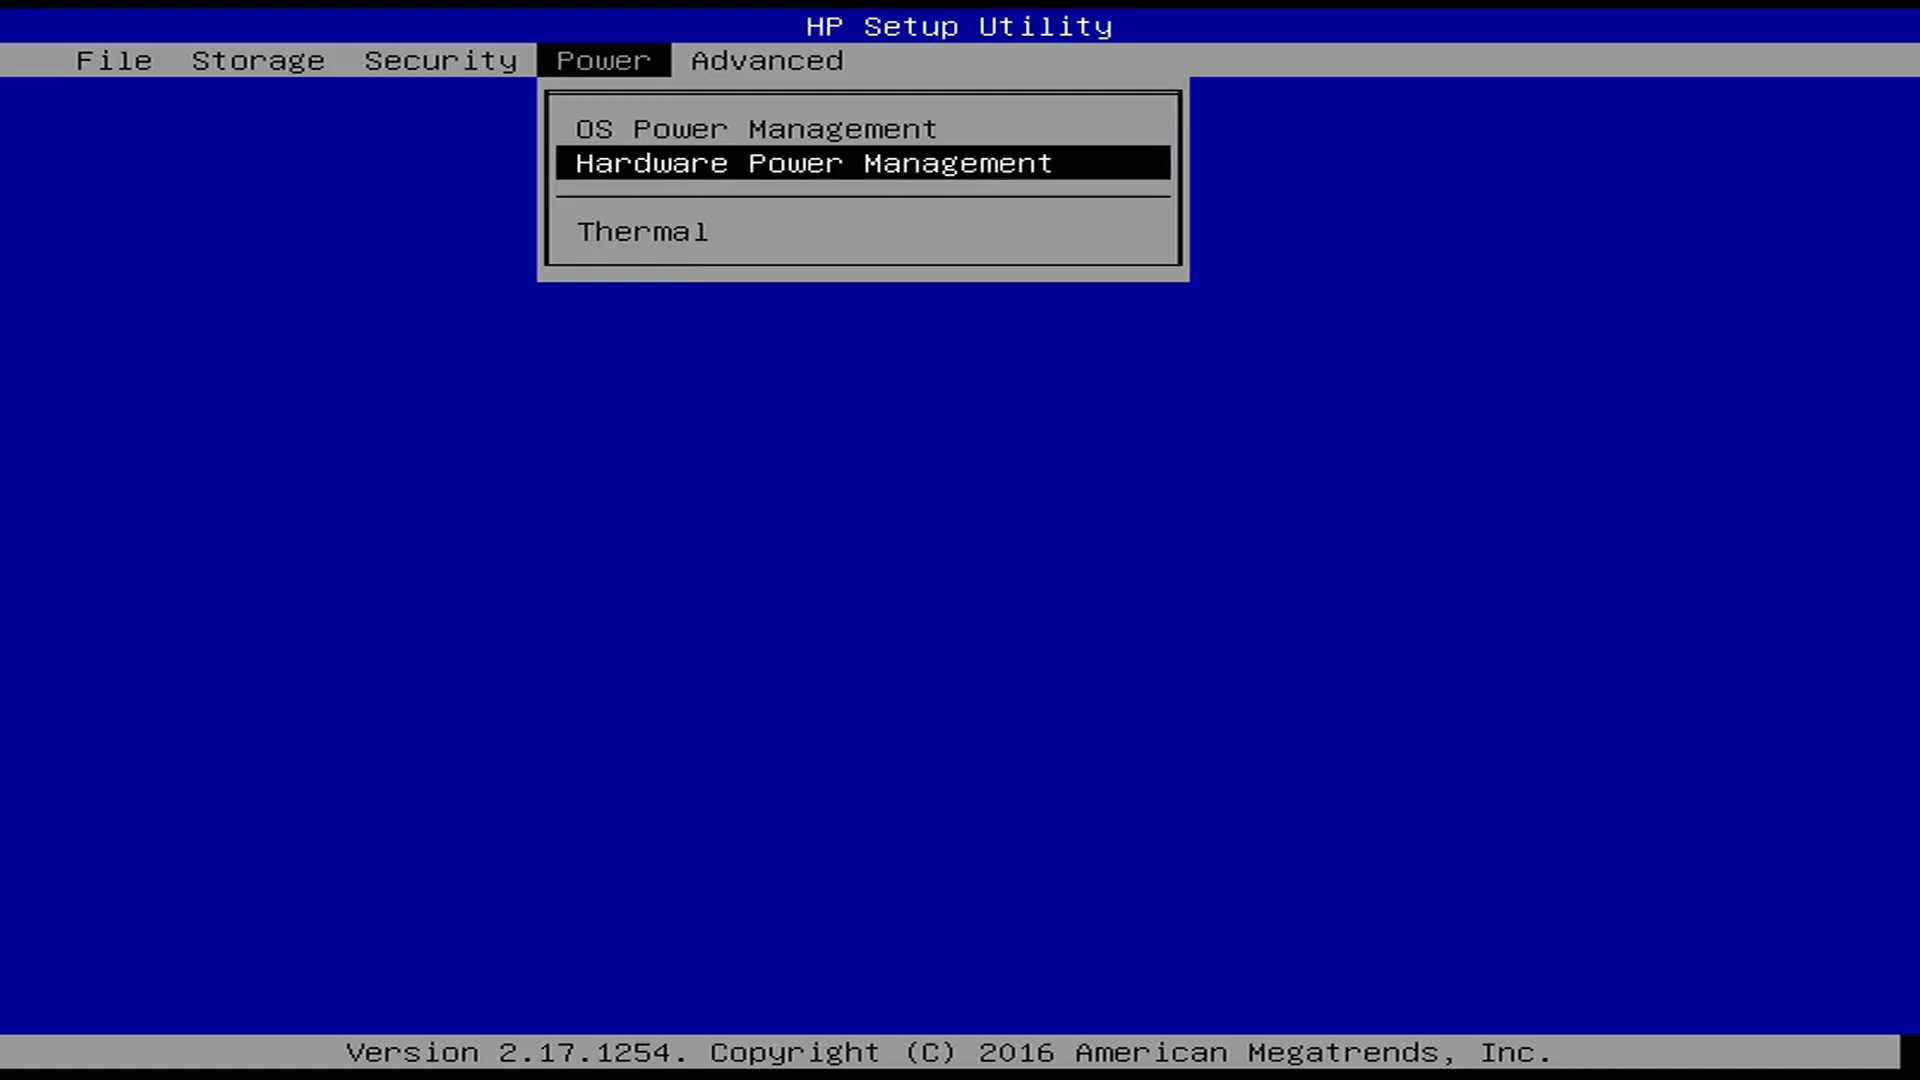 HP Setup Utility
File Storage Security Power Advanced
OS Power Management
Hardware Power Management
Thermal
Version 2.17.1254. Copyright (C) 2016 American Megatrends, Inc.